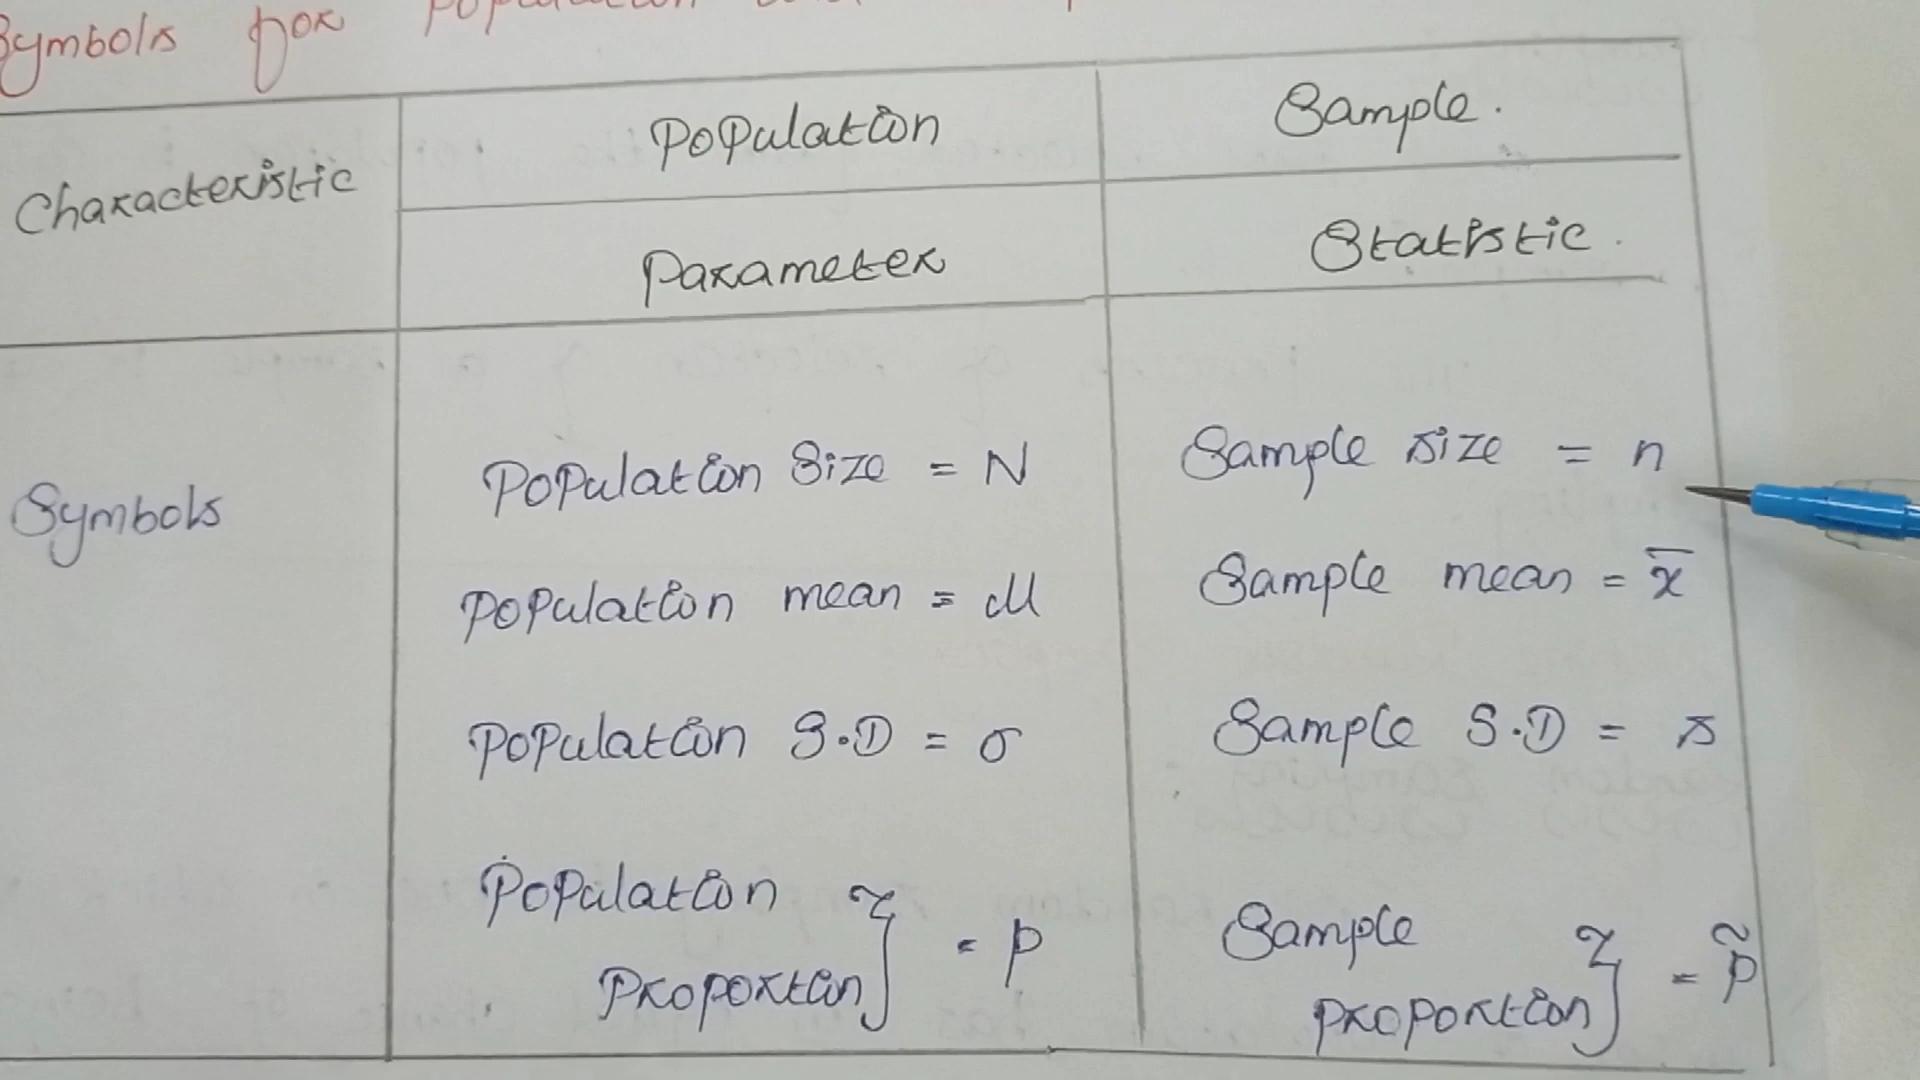 Symbols for Population
Characteristic
Population
Sample.
Parameter
Statistic.
Symbols
Population Size = N
Sample size = n
Population mean = μ
Sample mean = x̄
Population S.D = σ
Sample S.D = s
Population
Proportion} = p
Sample
proportion} = p̃